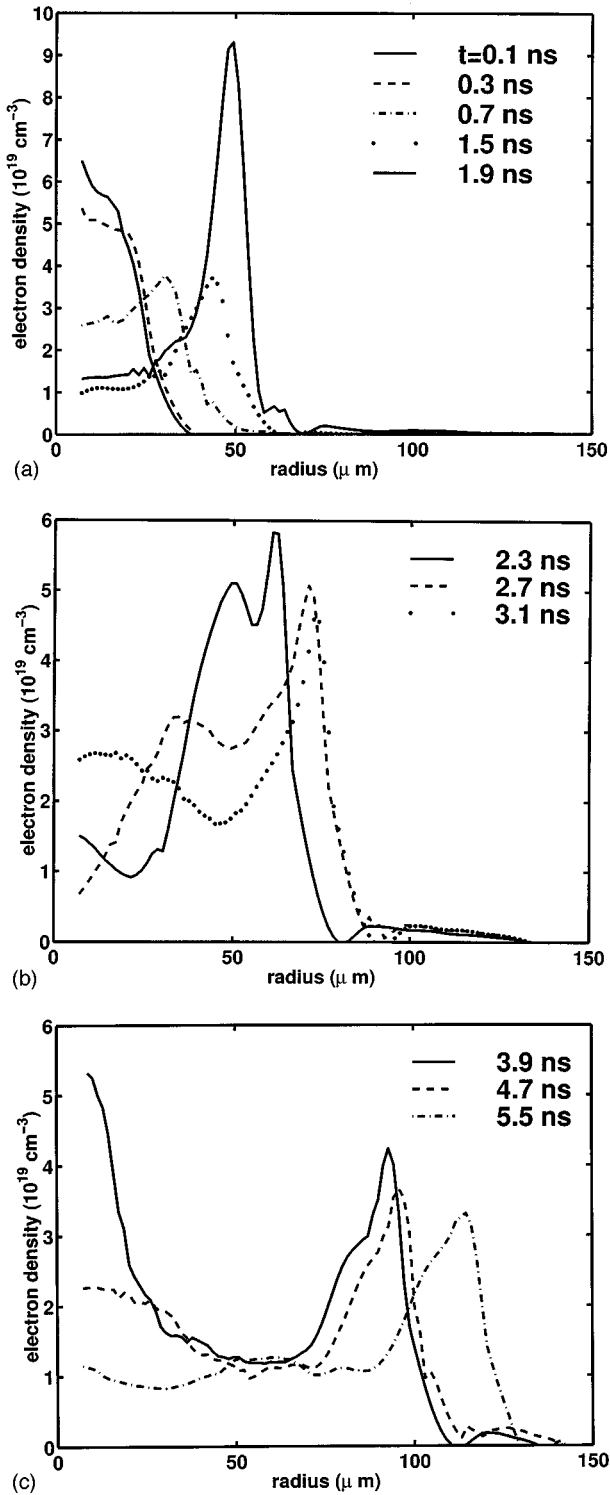 10
9
8
7
6
5
4
3
2
1
0
electron density (10^19 cm^-3)
t=0.1 ns
0.3 ns
0.7 ns
1.5 ns
1.9 ns
0 50 100 150
radius (μ m)
(a)
6
5
4
3
2
1
0
electron density (10^19 cm^-3)
2.3 ns
2.7 ns
3.1 ns
0 50 100 150
radius (μ m)
(b)
6
5
4
3
2
1
0
electron density (10^19 cm^-3)
3.9 ns
4.7 ns
5.5 ns
0 50 100 150
radius (μ m)
(c)